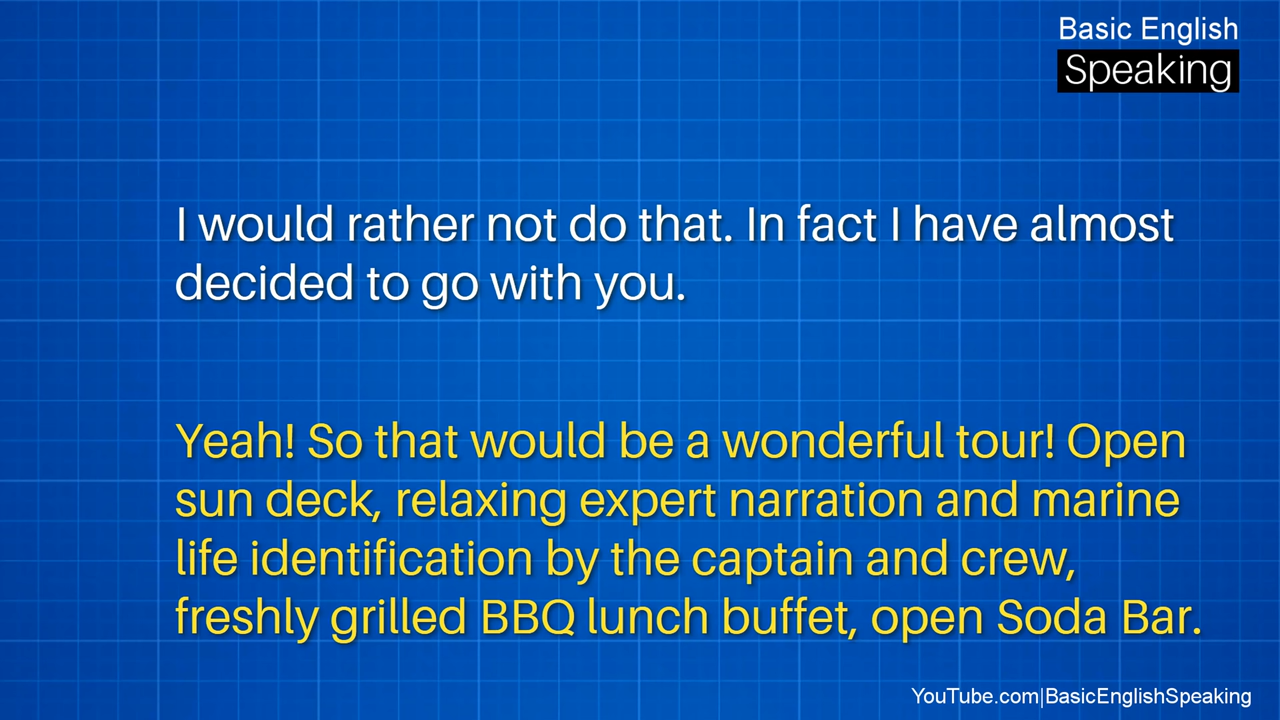 Basic English
Speaking
I would rather not do that. In fact I have almost
decided to go with you.
Yeah! So that would be a wonderful tour! Open
sun deck, relaxing expert narration and marine
life identification by the captain and crew,
freshly grilled BBQ lunch buffet, open Soda Bar.
YouTube.com|BasicEnglishSpeaking